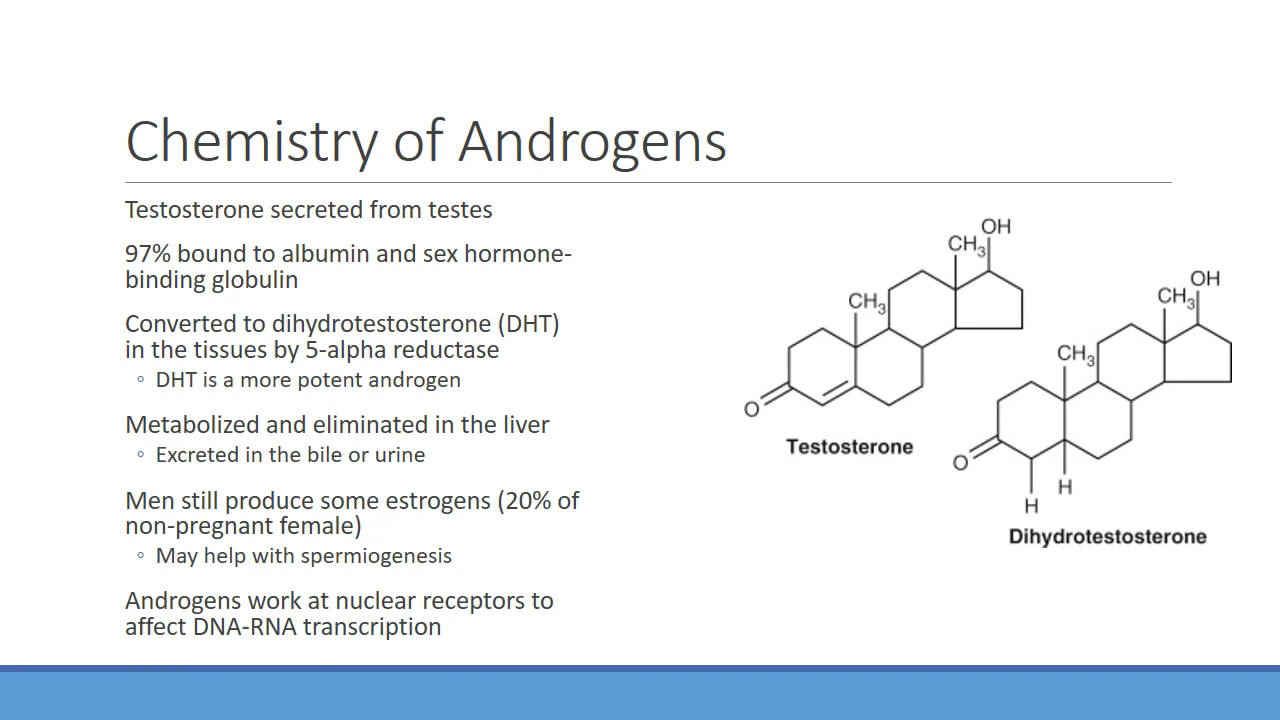 Chemistry of Androgens
Testosterone secreted from testes
97% bound to albumin and sex hormone-
binding globulin
Converted to dihydrotestosterone (DHT)
in the tissues by 5-alpha reductase
◦ DHT is a more potent androgen
Metabolized and eliminated in the liver
◦ Excreted in the bile or urine
Men still produce some estrogens (20% of
non-pregnant female)
◦ May help with spermiogenesis
Androgens work at nuclear receptors to
affect DNA-RNA transcription
OH
CH₃
CH₃
O
Testosterone
OH
CH₃
CH₃
O
H
H
Dihydrotestosterone